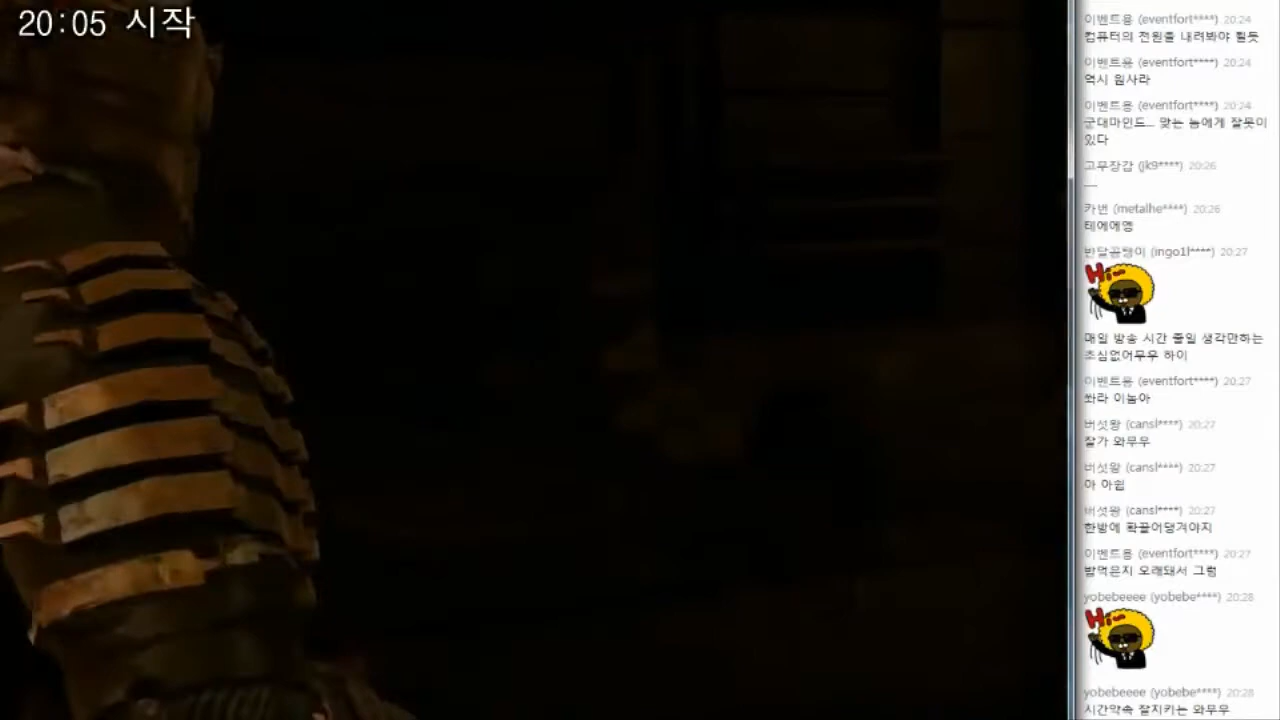 20:05 시작
이벤트용 (eventfort****) 20:24
컴퓨터의 전원을 내려봐야 될듯
이벤트용 (eventfort****) 20:24
역시 원사라
이벤트용 (eventfort****) 20:24
군대마인드... 맞는 놈에게 잘못이
있다
고무장갑 (jk9****) 20:26
ㅡ
카번 (metalhe****) 20:26
테에에엥
반달곰탱이 (ingo1l****) 20:27
Hi~
매일 방송 시간 줄일 생각만하는
초심없어무우 하이
이벤트용 (eventfort****) 20:27
쏴라 이놈아
버섯왕 (cansl****) 20:27
잘가 와무우
버섯왕 (cansl****) 20:27
아 아쉽
버섯왕 (cansl****) 20:27
한방에 확끌어댕겨야지
이벤트용 (eventfort****) 20:27
밥먹은지 오래돼서 그럼
yobebeeee (yobebe****) 20:28
Hi~
yobebeeee (yobebe****) 20:28
시간약속 잘지키는 와무우